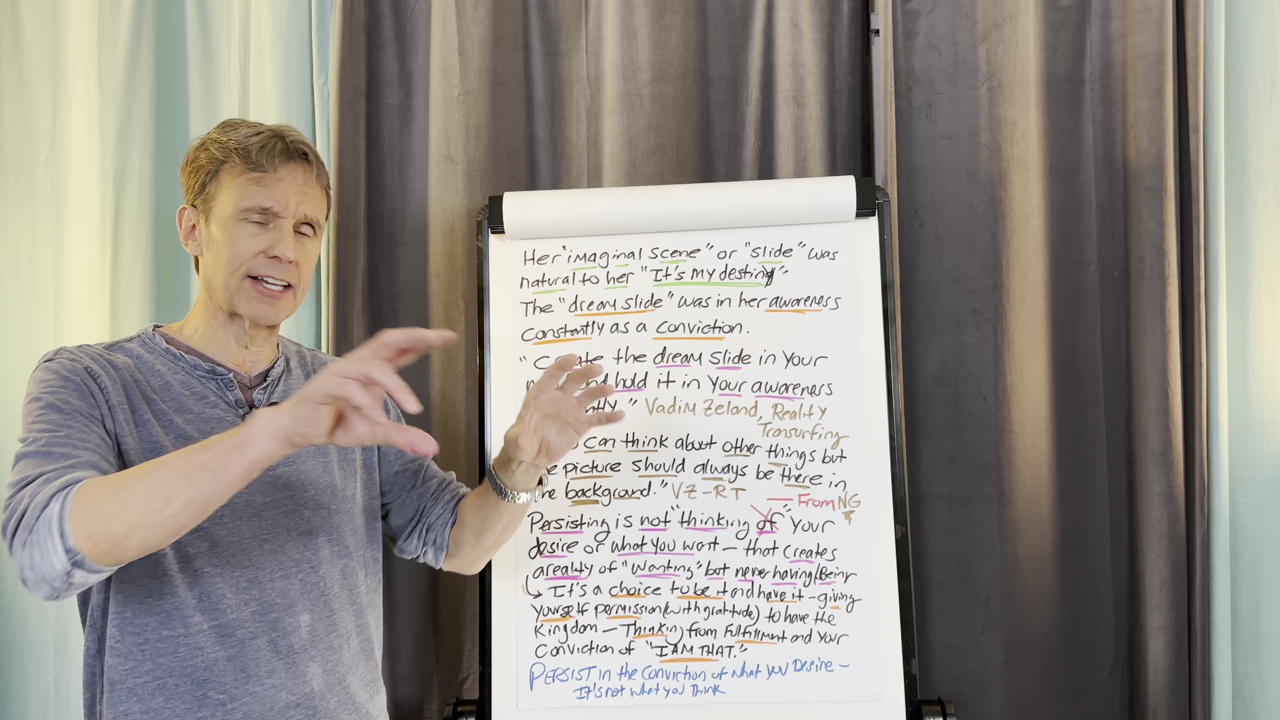 Her "imaginal scene" or "slide" was
natural to her "It's my destiny"
The "dream slide" was in her awareness
constantly as a conviction.
" the dream slide in your
hold it in your awareness
" Vadim Zeland, Reality
Transurfing
can think about other things but
picture should always be there in
the background." VZ-RT
— From NG
Persisting is not "thinking of" your
desire or what you want – that creates
a reality of "wanting" but never having/Being
↳ It's a choice to be it and have it – giving
yourself permission (with gratitude) to have the
Kingdom – Thinking from Fulfillment and your
conviction of "I AM THAT."
PERSIST in the conviction of what you Desire –
It's not what you think